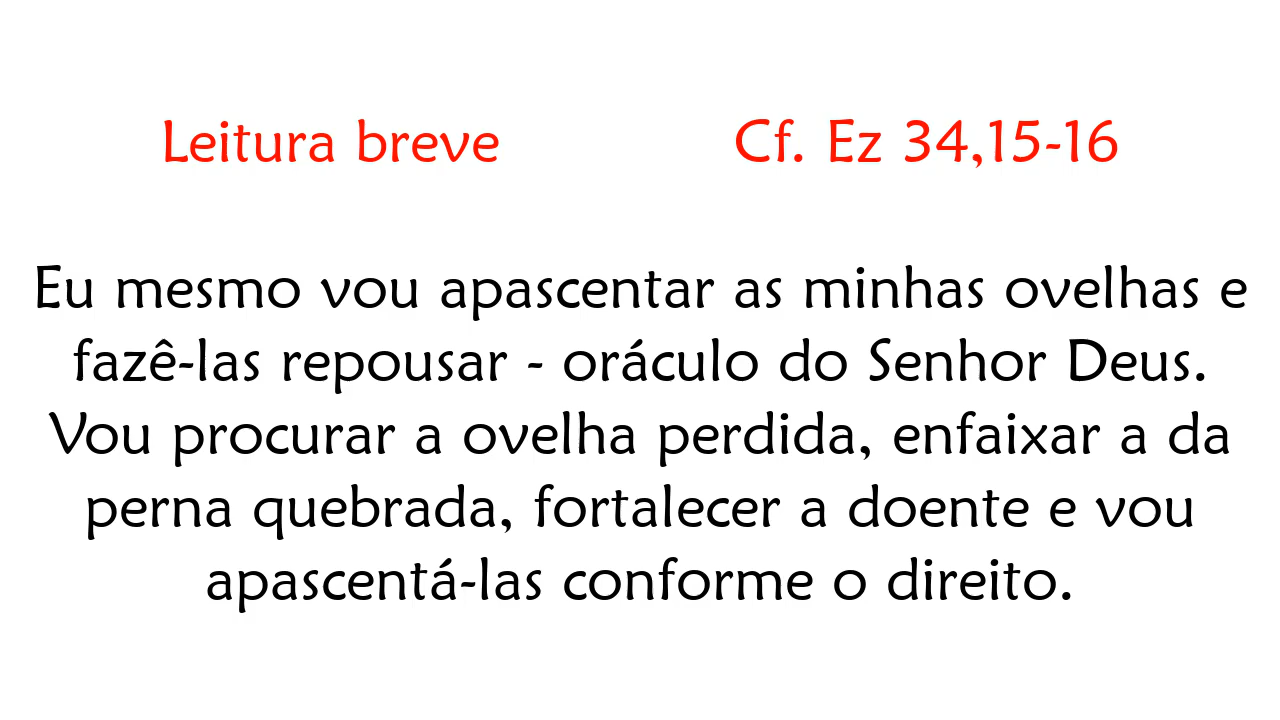 Leitura breve Cf. Ez 34,15-16
Eu mesmo vou apascentar as minhas ovelhas e
fazê-las repousar - oráculo do Senhor Deus.
Vou procurar a ovelha perdida, enfaixar a da
perna quebrada, fortalecer a doente e vou
apascentá-las conforme o direito.